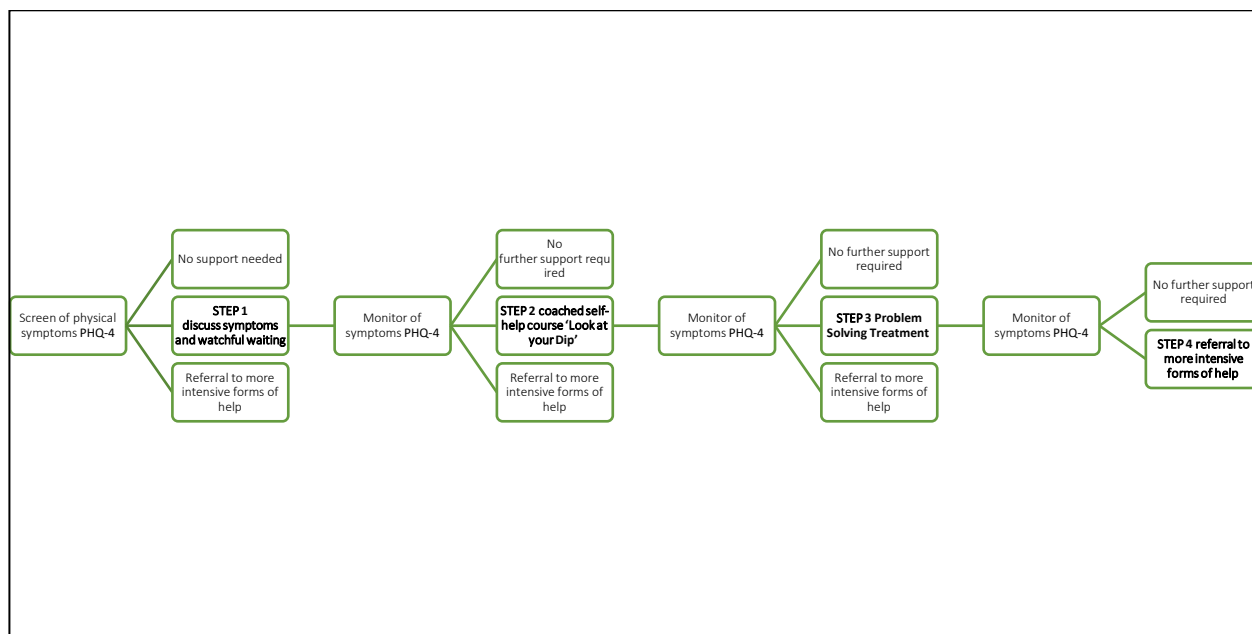 Screen of physical
symptoms PHQ-4
No support needed
STEP 1
discuss symptoms
and watchful waiting
Referral to more
intensive forms of
help
Monitor of
symptoms PHQ-4
No
further support requ
ired
STEP 2 coached self-
help course ‘Look at
your Dip’
Referral to more
intensive forms of
help
Monitor of
symptoms PHQ-4
No further support
required
STEP 3 Problem
Solving Treatment
Referral to more
intensive forms of
help
Monitor of
symptoms PHQ-4
No further support
required
STEP 4 referral to
more intensive
forms of help